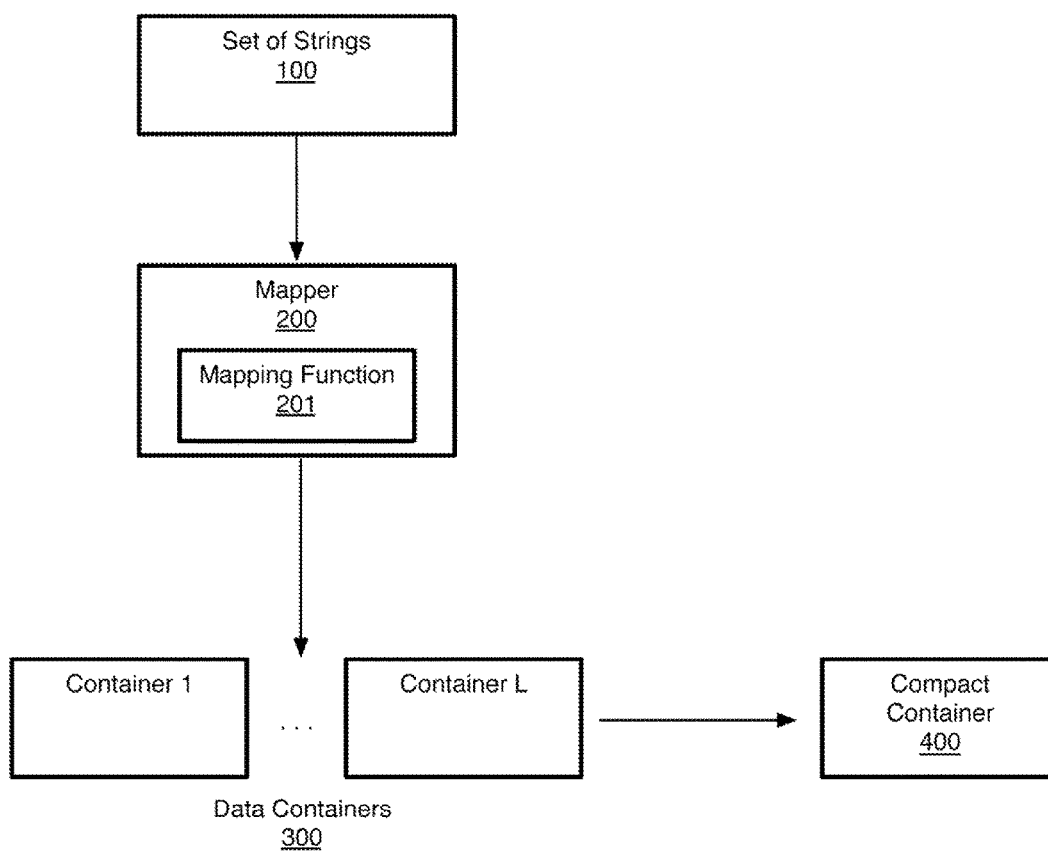 Set of Strings
100
Mapper
200
Mapping Function
201
Container 1
. . .
Container L
Compact
Container
400
Data Containers
300